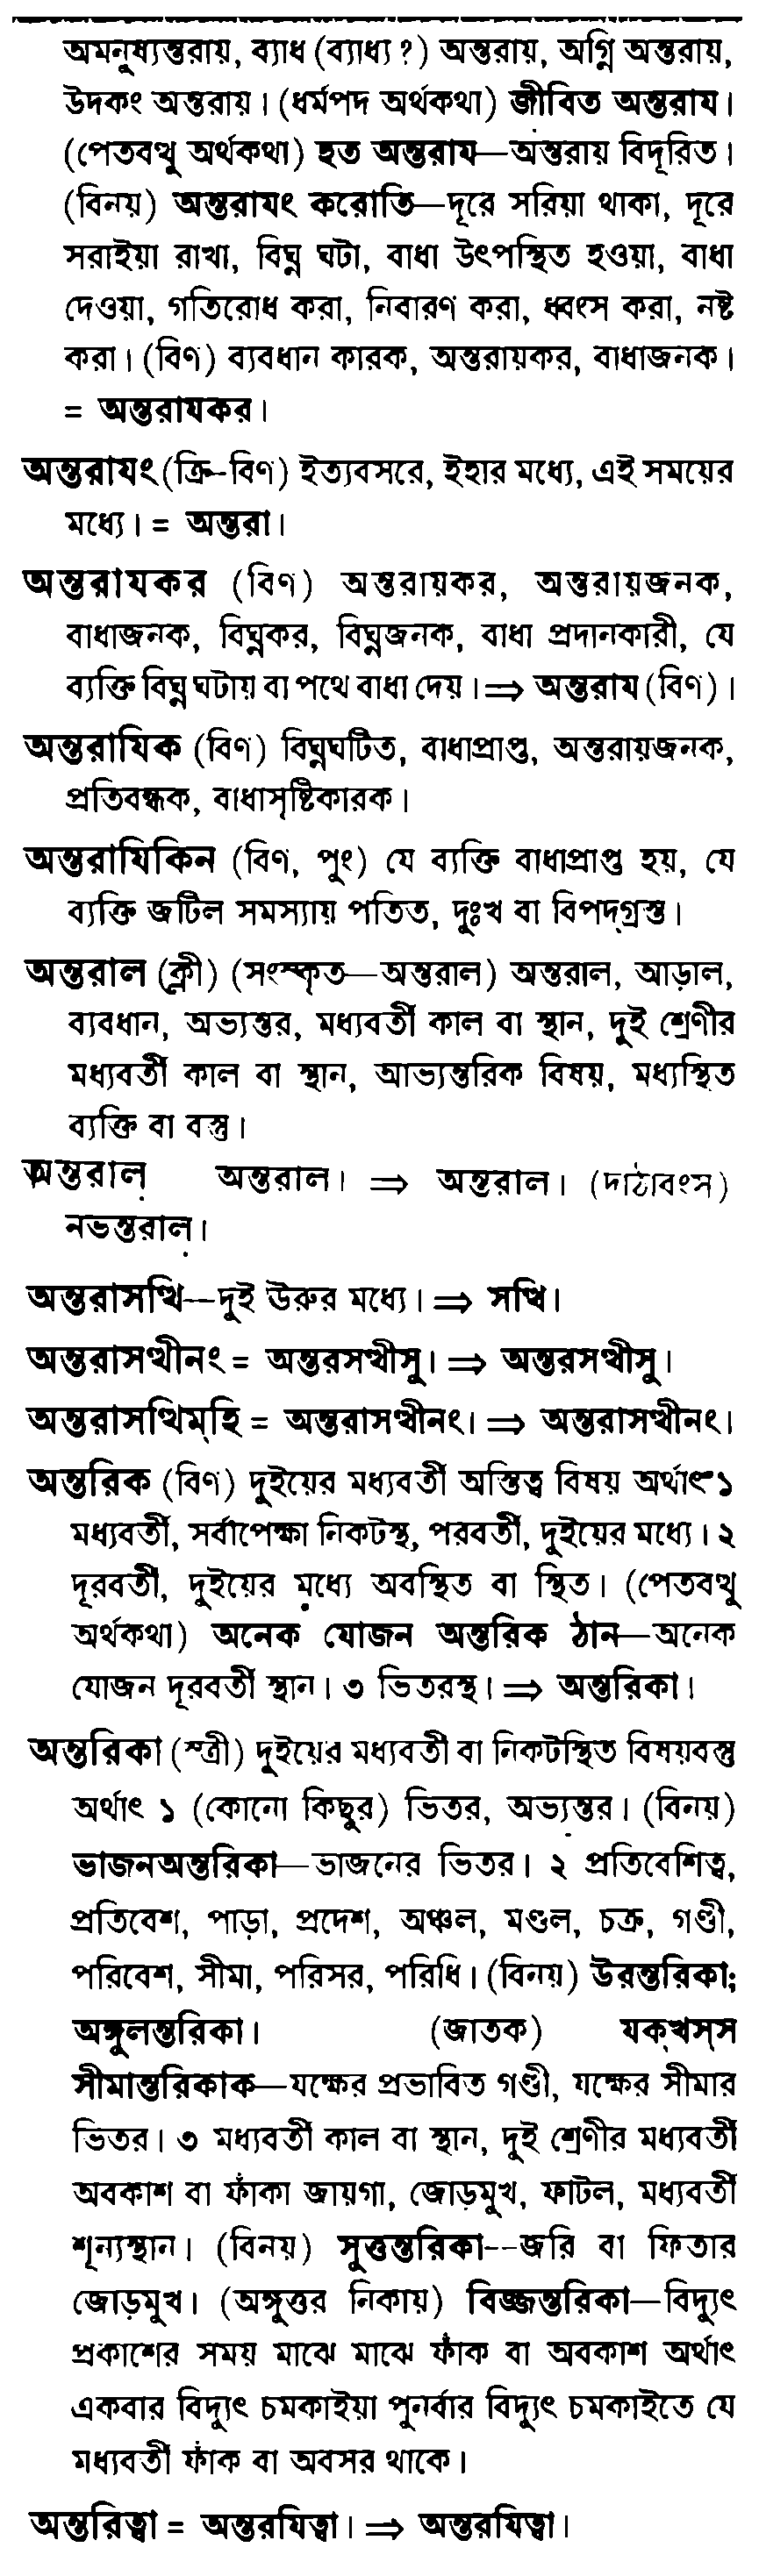 অমনুষ্যন্তরায়, ব্যাধ (ব্যাধ্য ?) অন্তরায়, অগ্নি অন্তরায়,
উদকং অন্তরায়। (ধর্মপদ অর্থকথা) জীবিত অন্তরায।
(পেতবত্থু অর্থকথা) হত অন্তরায—অন্তরায় বিদূরিত।
(বিনয়) অন্তরাযং করোতি—দূরে সরিয়া থাকা, দূরে
সরাইয়া রাখা, বিঘ্ন ঘটা, বাধা উৎপস্থিত হওয়া, বাধা
দেওয়া, গতিরোধ করা, নিবারণ করা, ধ্বংস করা, নষ্ট
করা। (বিণ) ব্যবধান কারক, অন্তরায়কর, বাধাজনক।
= অন্তরাযকর।
অন্তরাযং (ক্রি-বিণ) ইত্যবসরে, ইহার মধ্যে, এই সময়ের
মধ্যে। = অন্তরা।
অন্তরাযকর (বিণ) অন্তরায়কর, অন্তরায়জনক,
বাধাজনক, বিঘ্নকর, বিঘ্নজনক, বাধা প্রদানকারী, যে
ব্যক্তি বিঘ্ন ঘটায় বা পথে বাধা দেয়। ⇒ অন্তরায (বিণ)।
অন্তরাযিক (বিণ) বিঘ্নঘটিত, বাধাপ্রাপ্ত, অন্তরায়জনক,
প্রতিবন্ধক, বাধাসৃষ্টিকারক।
অন্তরাযিকিন (বিণ, পুং) যে ব্যক্তি বাধাপ্রাপ্ত হয়, যে
ব্যক্তি জটিল সমস্যায় পতিত, দুঃখ বা বিপদ্গ্রস্ত।
অন্তরাল (ক্লী) (সংস্কৃত—অন্তরাল) অন্তরাল, আড়াল,
ব্যবধান, অভ্যন্তর, মধ্যবর্তী কাল বা স্থান, দুই শ্রেণীর
মধ্যবর্তী কাল বা স্থান, আভ্যন্তরিক বিষয়, মধ্যস্থিত
ব্যক্তি বা বস্তু।
অন্তরাল় অন্তরাল। ⇒ অন্তরাল। (দাঠাবংস)
নভন্তরাল়।
অন্তরাসত্থি—দুই ঊরুর মধ্যে। ⇒ সত্থি।
অন্তরাসত্থীনং = অন্তরসত্থীসু। ⇒ অন্তরসত্থীসু।
অন্তরাসত্থিম্হি = অন্তরাসত্থীনং। ⇒ অন্তরাসত্থীনং।
অন্তরিক (বিণ) দুইয়ের মধ্যবর্তী অস্তিত্ব বিষয় অর্থাৎ ১
মধ্যবর্তী, সর্বাপেক্ষা নিকটস্থ, পরবর্তী, দুইয়ের মধ্যে। ২
দূরবর্তী, দুইয়ের মধ্যে অবস্থিত বা স্থিত। (পেতবত্থু
অর্থকথা) অনেক যোজন অন্তরিক ঠান—অনেক
যোজন দূরবর্তী স্থান। ৩ ভিতরস্থ। ⇒ অন্তরিকা।
অন্তরিকা (স্ত্রী) দুইয়ের মধ্যবর্তী বা নিকটস্থিত বিষয়বস্তু
অর্থাৎ ১ (কোনো কিছুর) ভিতর, অভ্যন্তর। (বিনয়)
ভাজনঅন্তরিকা—ভাজনের ভিতর। ২ প্রতিবেশিত্ব,
প্রতিবেশ, পাড়া, প্রদেশ, অঞ্চল, মণ্ডল, চক্র, গণ্ডী,
পরিবেশ, সীমা, পরিসর, পরিধি। (বিনয়) উরন্তরিকা;
অঙ্গুলন্তরিকা। (জাতক) যক্খস্স
সীমান্তরিকাক—যক্ষের প্রভাবিত গণ্ডী, যক্ষের সীমার
ভিতর। ৩ মধ্যবর্তী কাল বা স্থান, দুই শ্রেণীর মধ্যবর্তী
অবকাশ বা ফাঁকা জায়গা, জোড়মুখ, ফাটল, মধ্যবর্তী
শূন্যস্থান। (বিনয়) সুত্তন্তরিকা--জরি বা ফিতার
জোড়মুখ। (অঙ্গুত্তর নিকায়) বিজ্জন্তরিকা—বিদ্যুৎ
প্রকাশের সময় মাঝে মাঝে ফাঁক বা অবকাশ অর্থাৎ
একবার বিদ্যুৎ চমকাইয়া পুনর্বার বিদ্যুৎ চমকাইতে যে
মধ্যবর্তী ফাঁক বা অবসর থাকে।
অন্তরিত্বা = অন্তরযিত্বা। ⇒ অন্তরযিত্বা।